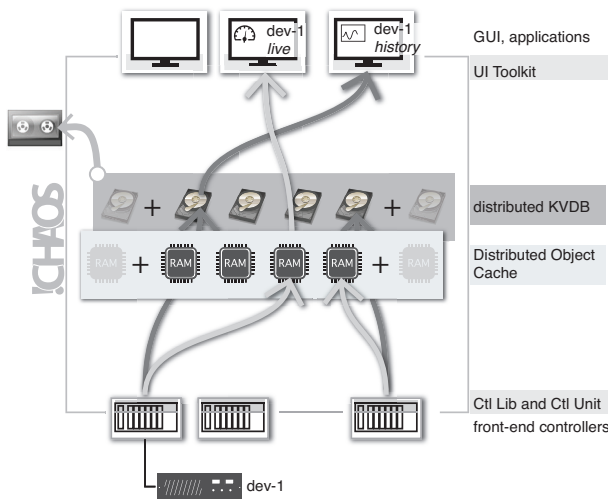 dev-1
live
dev-1
history
GUI, applications
UI Toolkit
!CHAOS
+
+
distributed KVDB
RAM
+
RAM
RAM
RAM
RAM
+
RAM
Distributed Object
Cache
Ctl Lib and Ctl Unit
front-end controllers
dev-1